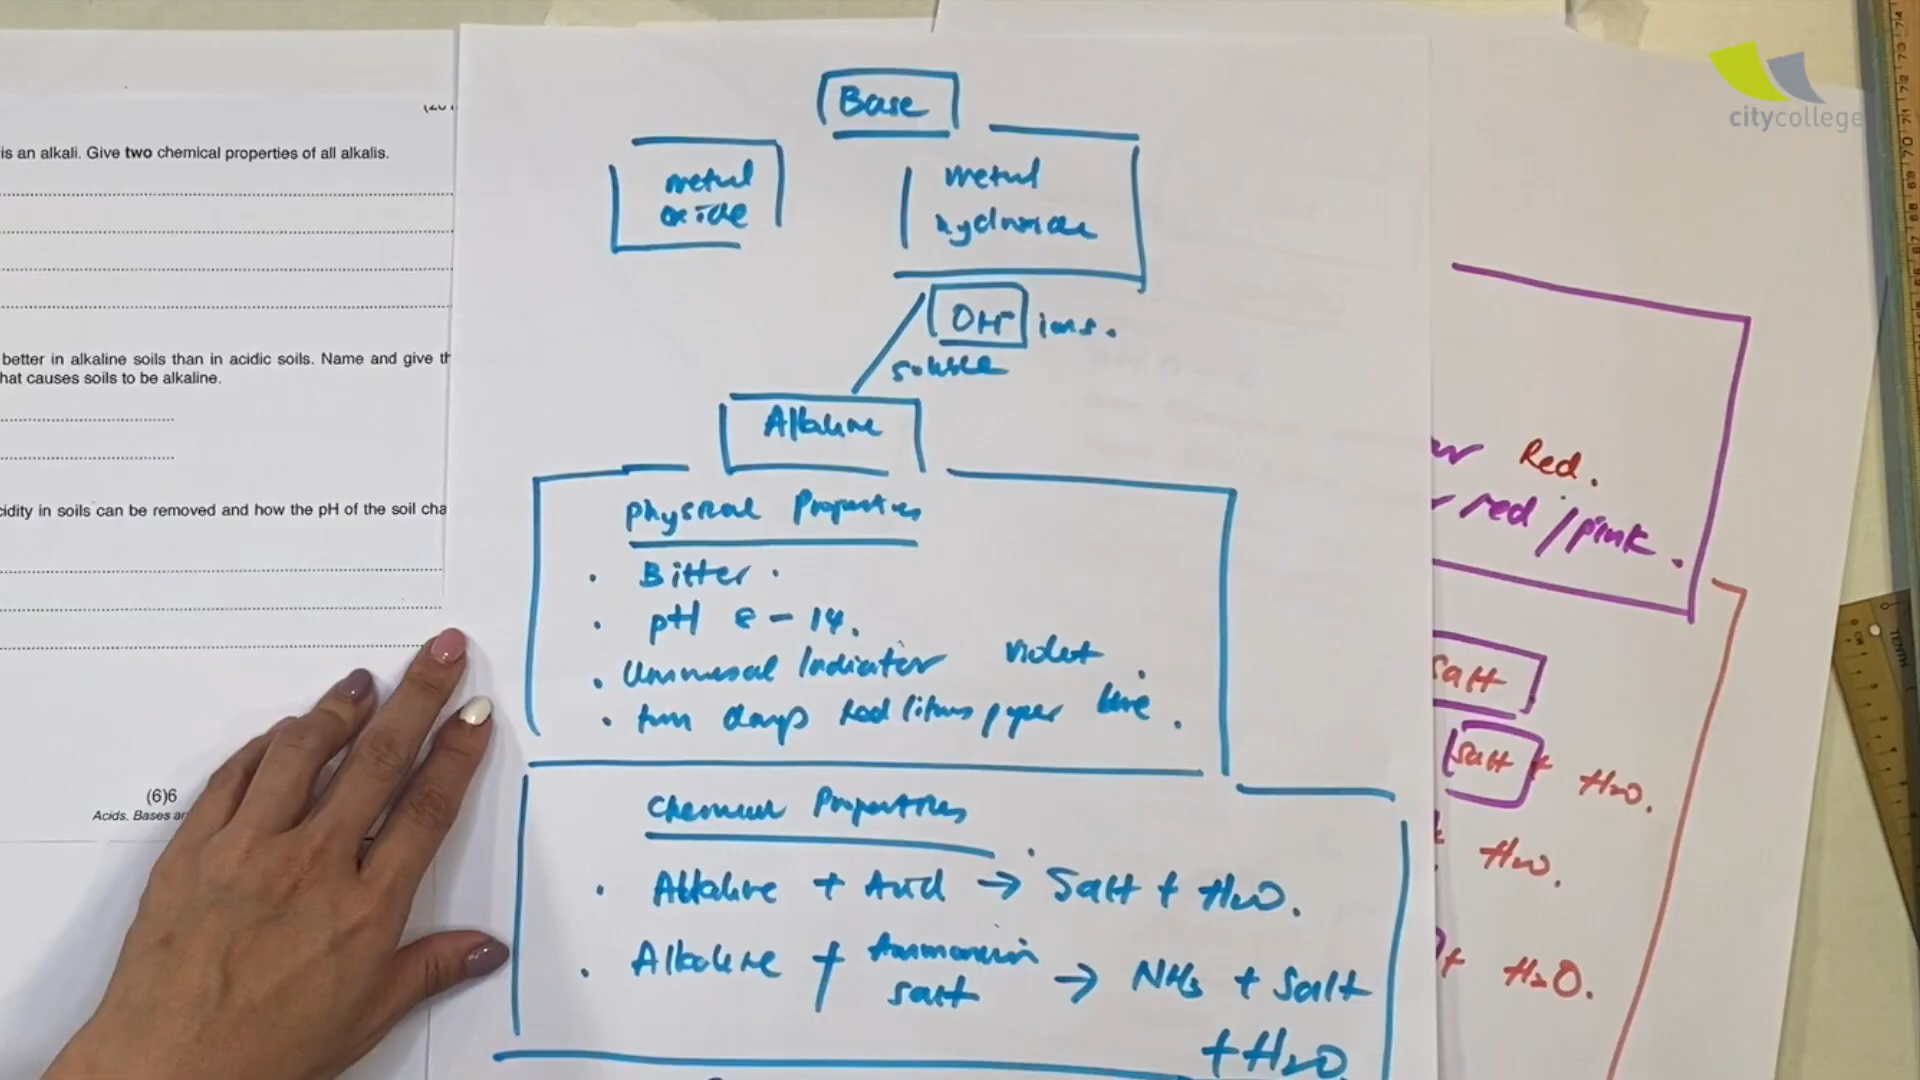 citycollege
is an alkali. Give two chemical properties of all alkalis.
better in alkaline soils than in acidic soils. Name and give th
hat causes soils to be alkaline.
cidity in soils can be removed and how the pH of the soil cha
(6)6
Acids. Bases an
Base
metal
oxide
metal
hydroxide
OH⁻ ions.
soluble
Alkaline
Physical Properties
· Bitter.
· pH 8 - 14.
· Universal Indicator violet.
· turn damp red litmus paper blue.
Chemical Properties
· Alkaline + Acid → Salt + H₂O.
· Alkaline + Ammonium
salt → NH₃ + Salt
+ H₂O
Red.
red / pink.
Salt
Salt + H₂O.
H₂O.
+ H₂O.